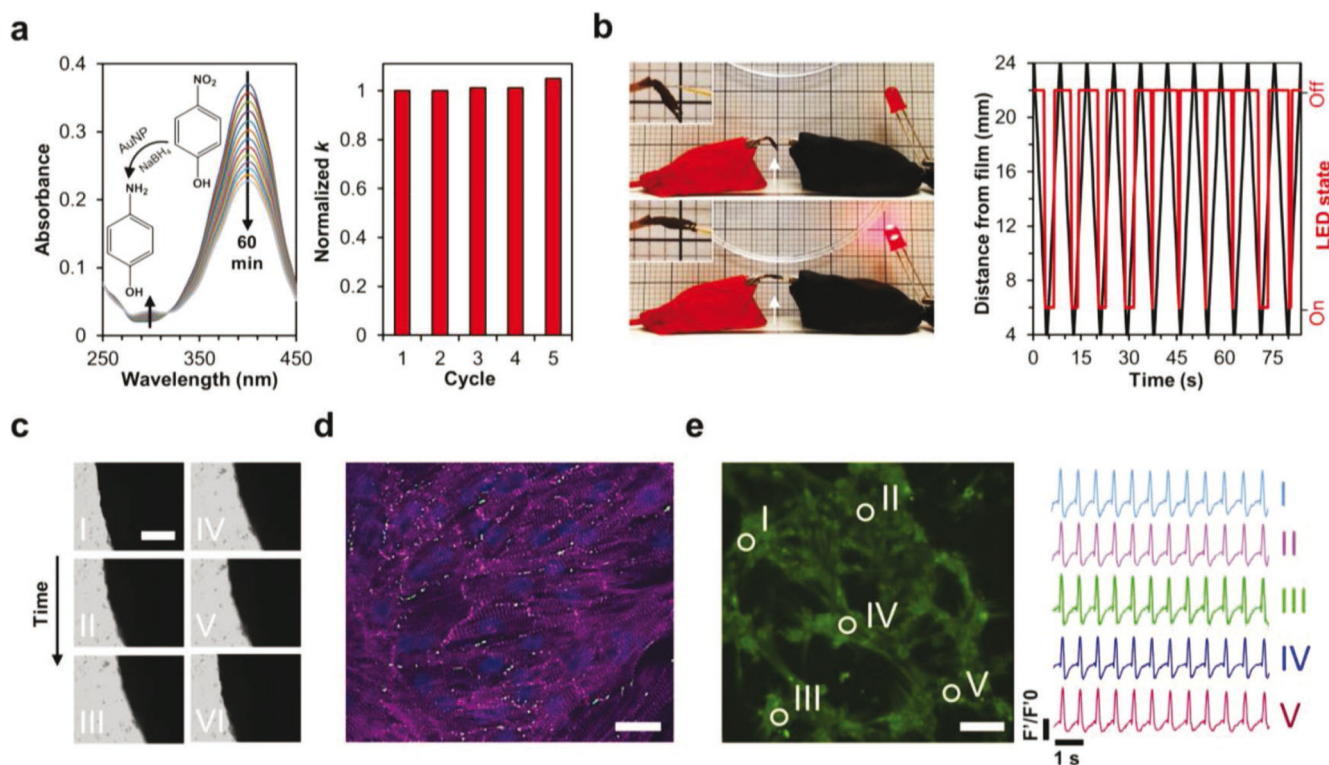 a
0.4
0.3
0.2
0.1
0
250
300
350
400
450
Absorbance
Wavelength (nm)
NO₂
OH
AuNP
NaBH₄
NH₂
OH
60
min
1
0.8
0.6
0.4
0.2
0
Normalized k
1 2 3 4 5
Cycle
b
24
20
16
12
8
4
Distance from film (mm)
0 15 30 45 60 75
Time (s)
Off
On
LED state
c
Time
I
II
III
IV
V
VI
d
e
I
II
III
IV
V
I
II
III
IV
V
F'/F'0
1 s